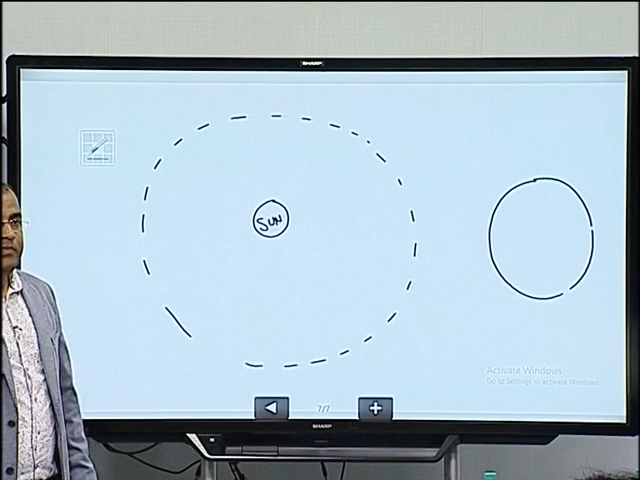 SHARP
SUN
Activate Windows
Go to Settings to activate Windows.
7/7
SHARP